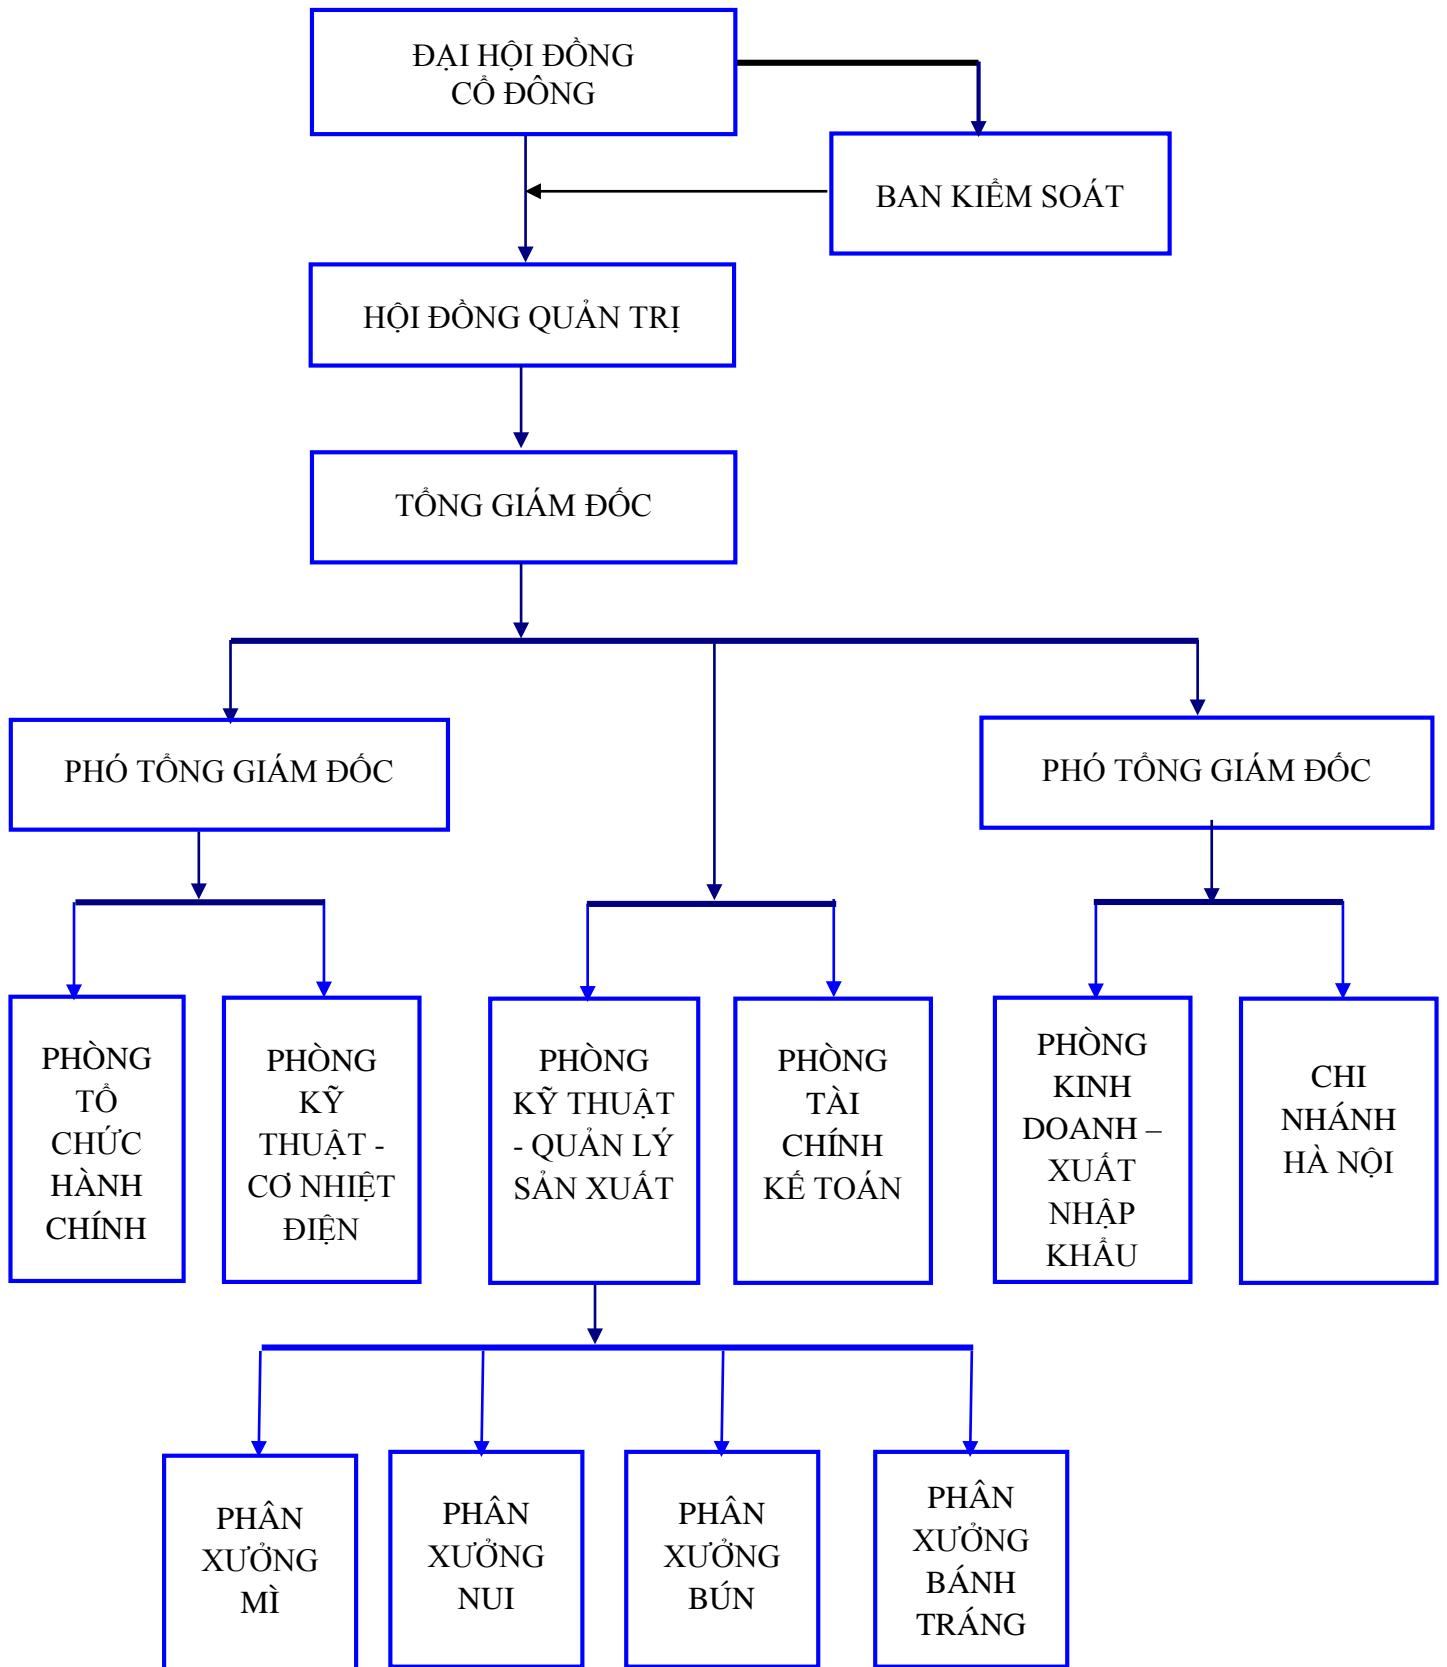 ĐẠI HỘI ĐỒNG
CỔ ĐÔNG
BAN KIỂM SOÁT
HỘI ĐỒNG QUẢN TRỊ
TỔNG GIÁM ĐỐC
PHÓ TỔNG GIÁM ĐỐC
PHÓ TỔNG GIÁM ĐỐC
PHÒNG
TỔ
CHỨC
HÀNH
CHÍNH
PHÒNG
KỸ
THUẬT -
CƠ NHIỆT
ĐIỆN
PHÒNG
KỸ THUẬT
- QUẢN LÝ
SẢN XUẤT
PHÒNG
TÀI
CHÍNH
KẾ TOÁN
PHÒNG
KINH
DOANH –
XUẤT
NHẬP
KHẨU
CHI
NHÁNH
HÀ NỘI
PHÂN
XƯỞNG
MÌ
PHÂN
XƯỞNG
NUI
PHÂN
XƯỞNG
BÚN
PHÂN
XƯỞNG
BÁNH
TRÁNG